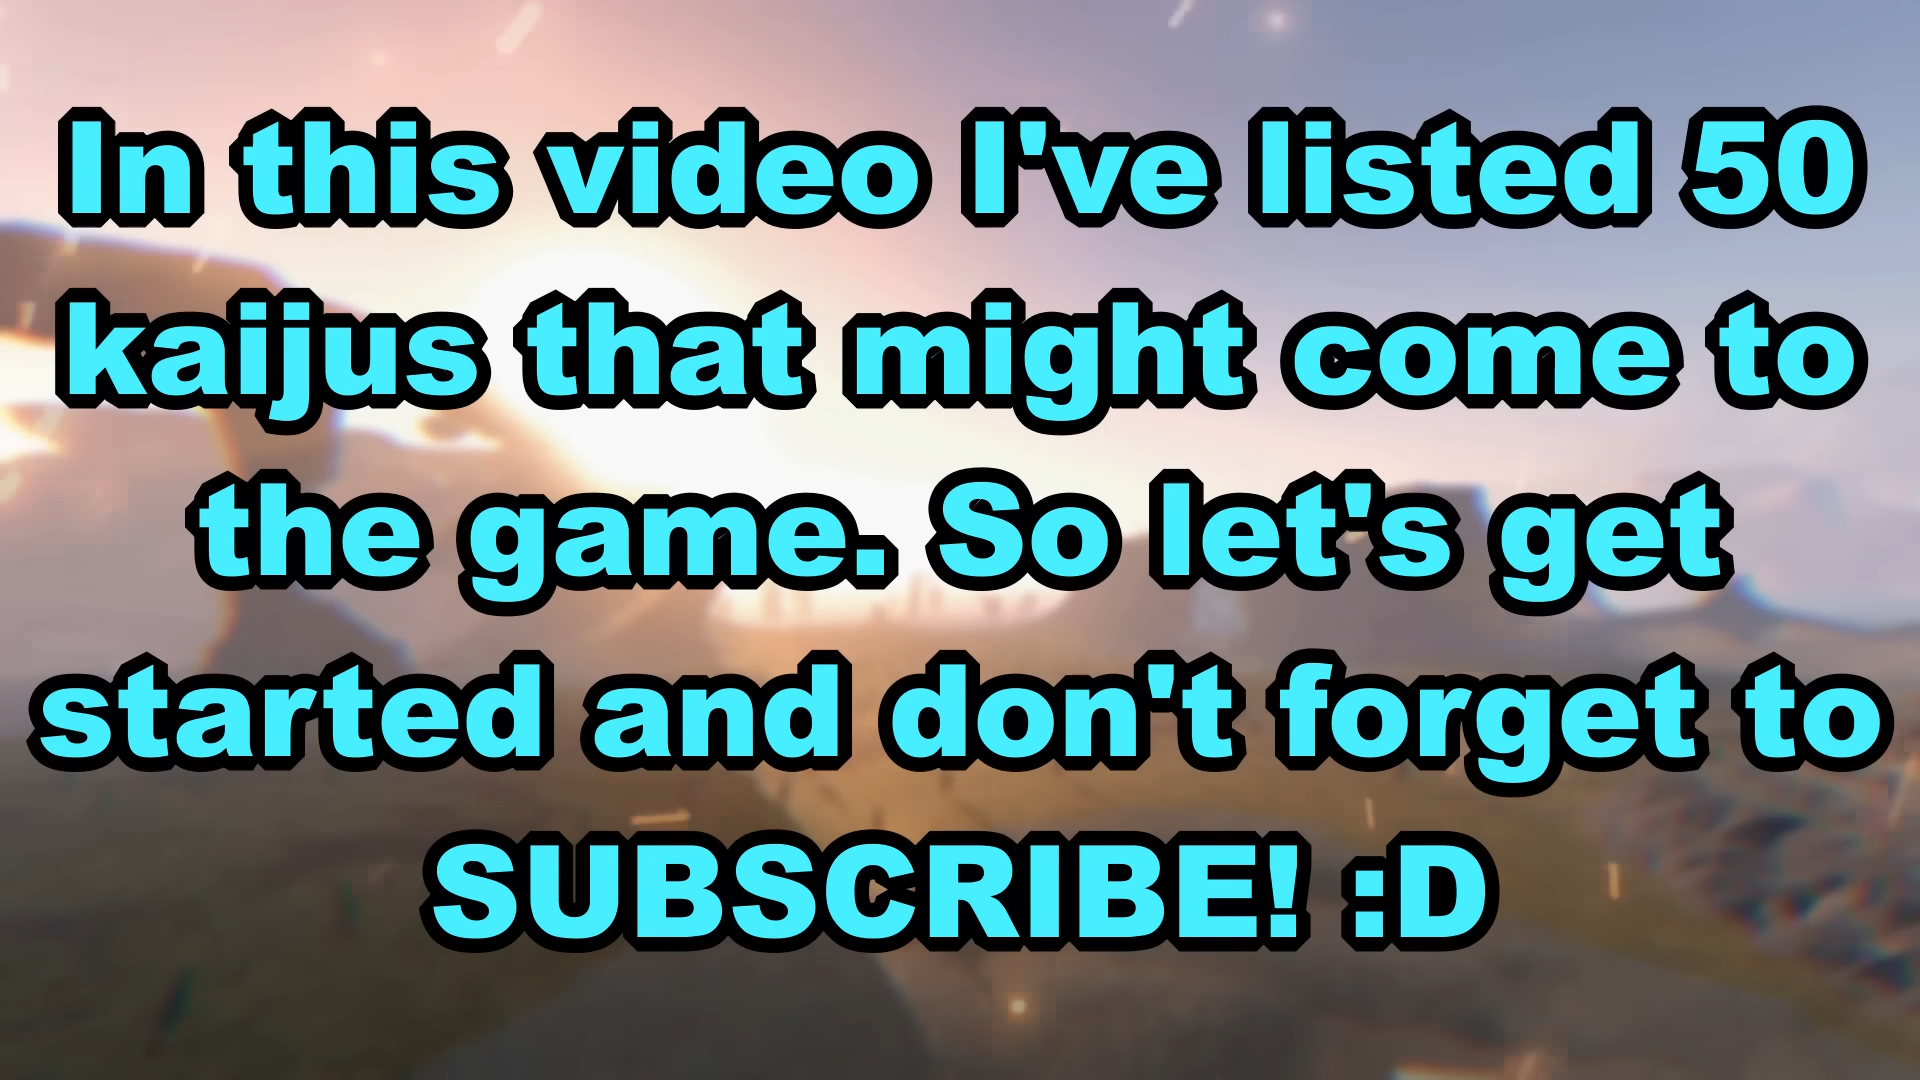 In this video I've listed 50
kaijus that might come to
the game. So let's get
started and don't forget to
SUBSCRIBE! :D